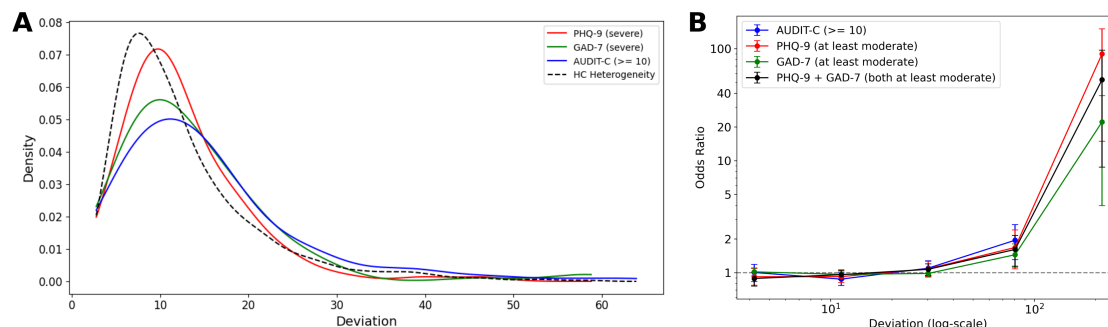 A
0.08
0.07
0.06
0.05
0.04
0.03
0.02
0.01
0.00
Density
0
10
20
30
40
50
60
Deviation
PHQ-9 (severe)
GAD-7 (severe)
AUDIT-C (>= 10)
HC Heterogeneity
B
100
40
20
10
5
2
1
Odds Ratio
10¹
10²
Deviation (log-scale)
AUDIT-C (>= 10)
PHQ-9 (at least moderate)
GAD-7 (at least moderate)
PHQ-9 + GAD-7 (both at least moderate)